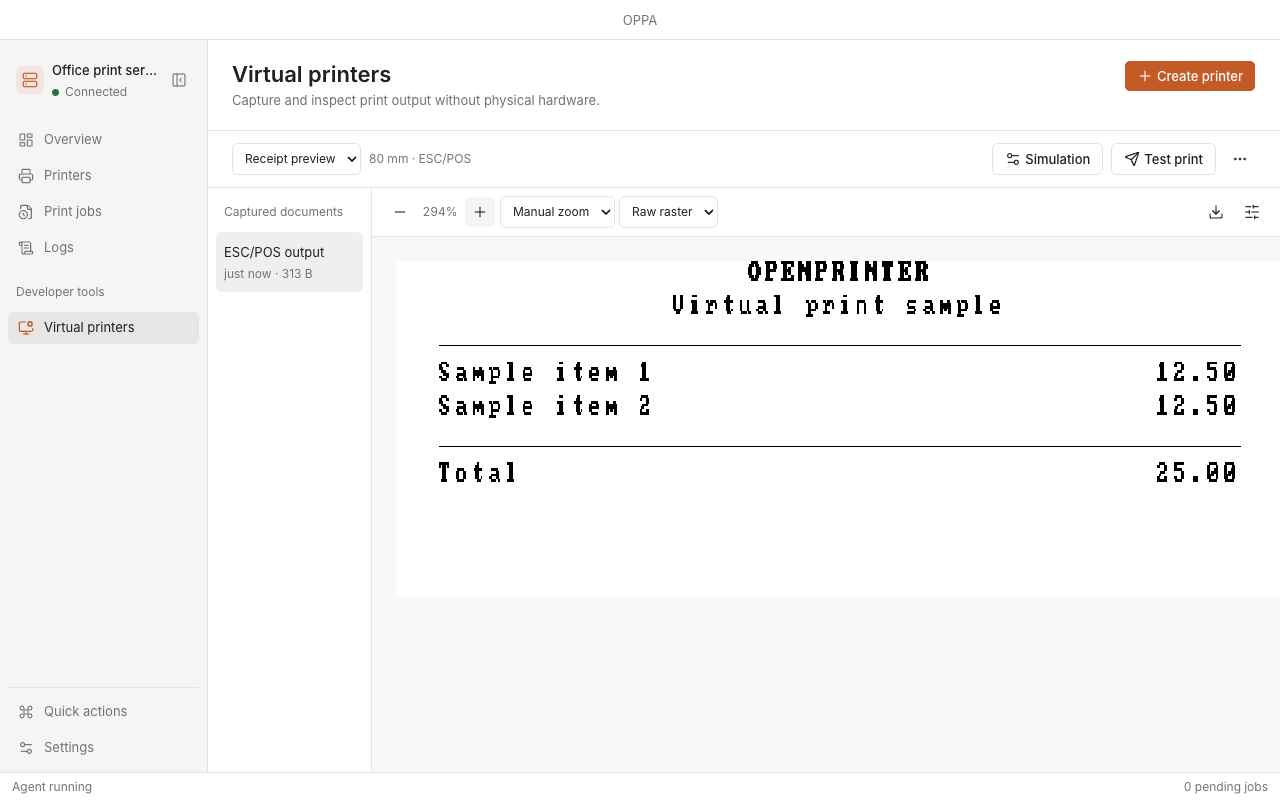 OPPA
Office print ser...
Connected
Overview
Printers
Print jobs
Logs
Developer tools
Virtual printers
Quick actions
Settings
Virtual printers
Capture and inspect print output without physical hardware.
Create printer
Receipt preview
80 mm · ESC/POS
Simulation
Test print
Captured documents
ESC/POS output
just now · 313 B
294%
Manual zoom
Raw raster
OPENPRINTER
Virtual print sample
Sample item 1 12.50
Sample item 2 12.50
Total 25.00
Agent running
0 pending jobs